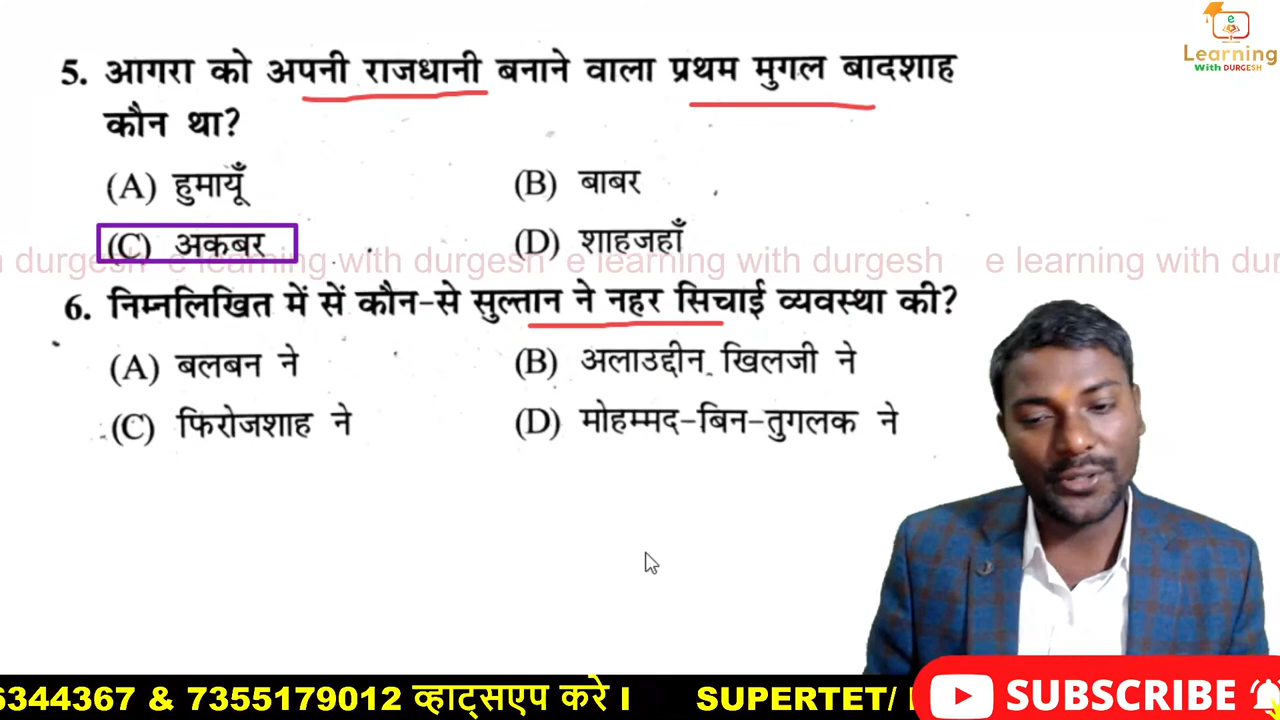 e
Learning
With DURGESH
5. आगरा को अपनी राजधानी बनाने वाला प्रथम मुगल बादशाह
कौन था?
(A) हुमायूँ
(B) बाबर
(C) अकबर
(D) शाहजहाँ
durgesh e learning with durgesh e learning with durgesh e learning with dur
6. निम्नलिखित में सें कौन-से सुल्तान ने नहर सिचाई व्यवस्था की?
(A) बलबन ने
(B) अलाउद्दीन खिलजी ने
(C) फिरोजशाह ने
(D) मोहम्मद-बिन-तुगलक ने
6344367 & 7355179012 व्हाट्सएप करे I SUPERTET/
SUBSCRIBE